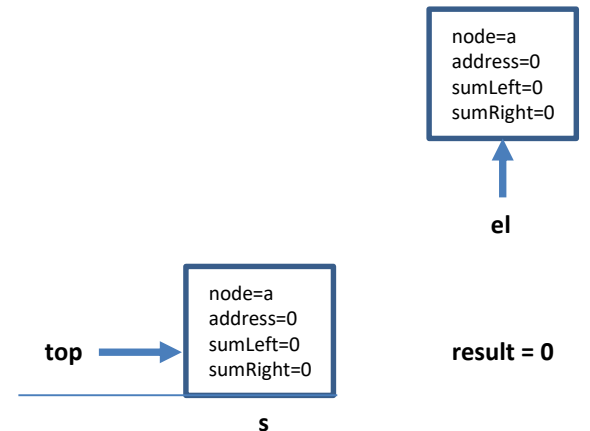 node=a
address=0
sumLeft=0
sumRight=0
el
node=a
address=0
sumLeft=0
sumRight=0
top
result = 0
s